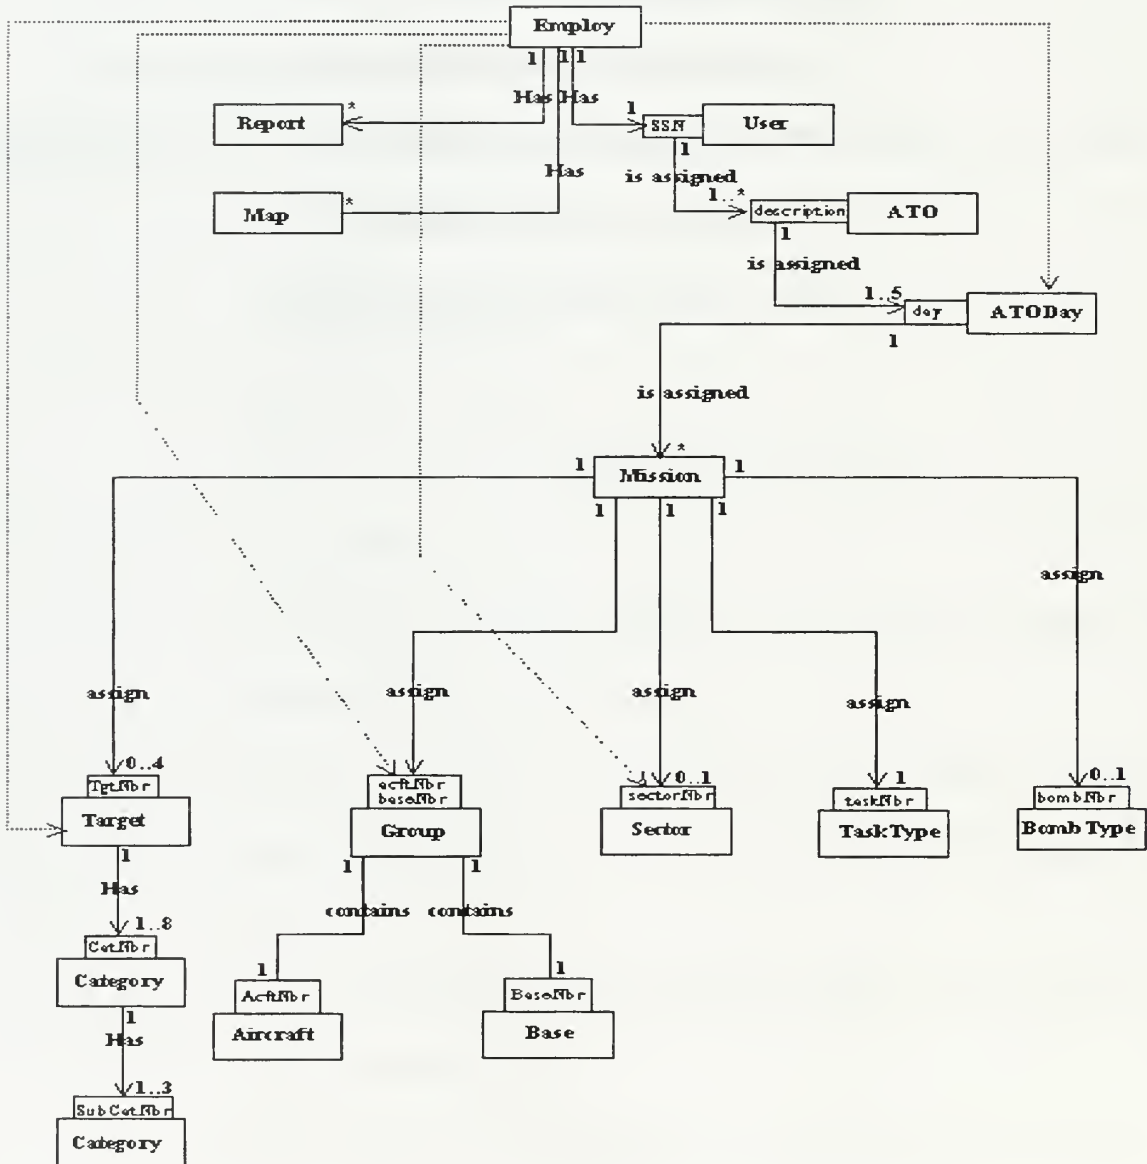 Employ
1 1 1
Has Has
Report
*
1
SSN
User
1
Has
is assigned
Map
*
1..*
description
ATO
1
is assigned
1..5
day
ATODay
1
is assigned
*
1
Mission
1
1 1 1
assign
assign
assign
assign
assign
0..4
TgtNbr
Target
acftNbr
baseNbr
Group
0..1
sectorNbr
Sector
1
taskNbr
TaskType
0..1
bombNbr
BombType
1
Has
1 1
contains contains
1..8
CatNbr
Category
1
AcftNbr
Aircraft
1
BaseNbr
Base
1
Has
1..3
SubCatNbr
Category